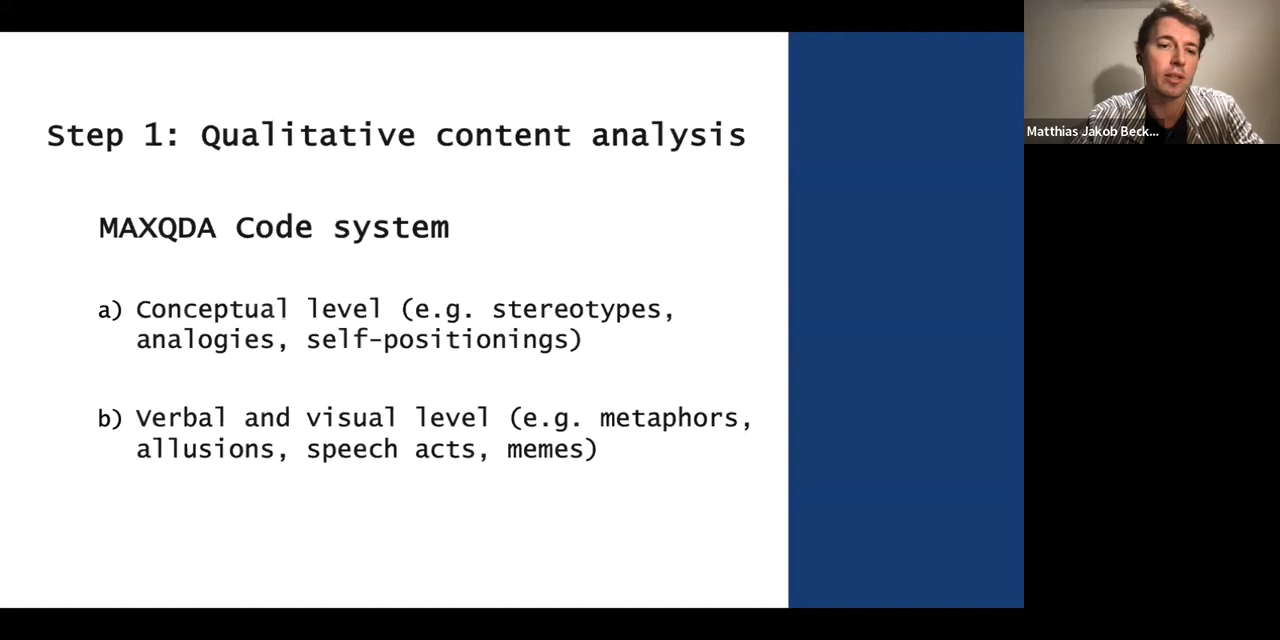 Step 1: Qualitative content analysis
MAXQDA Code system
a) Conceptual level (e.g. stereotypes,
analogies, self-positionings)
b) Verbal and visual level (e.g. metaphors,
allusions, speech acts, memes)
Matthias Jakob Beck...